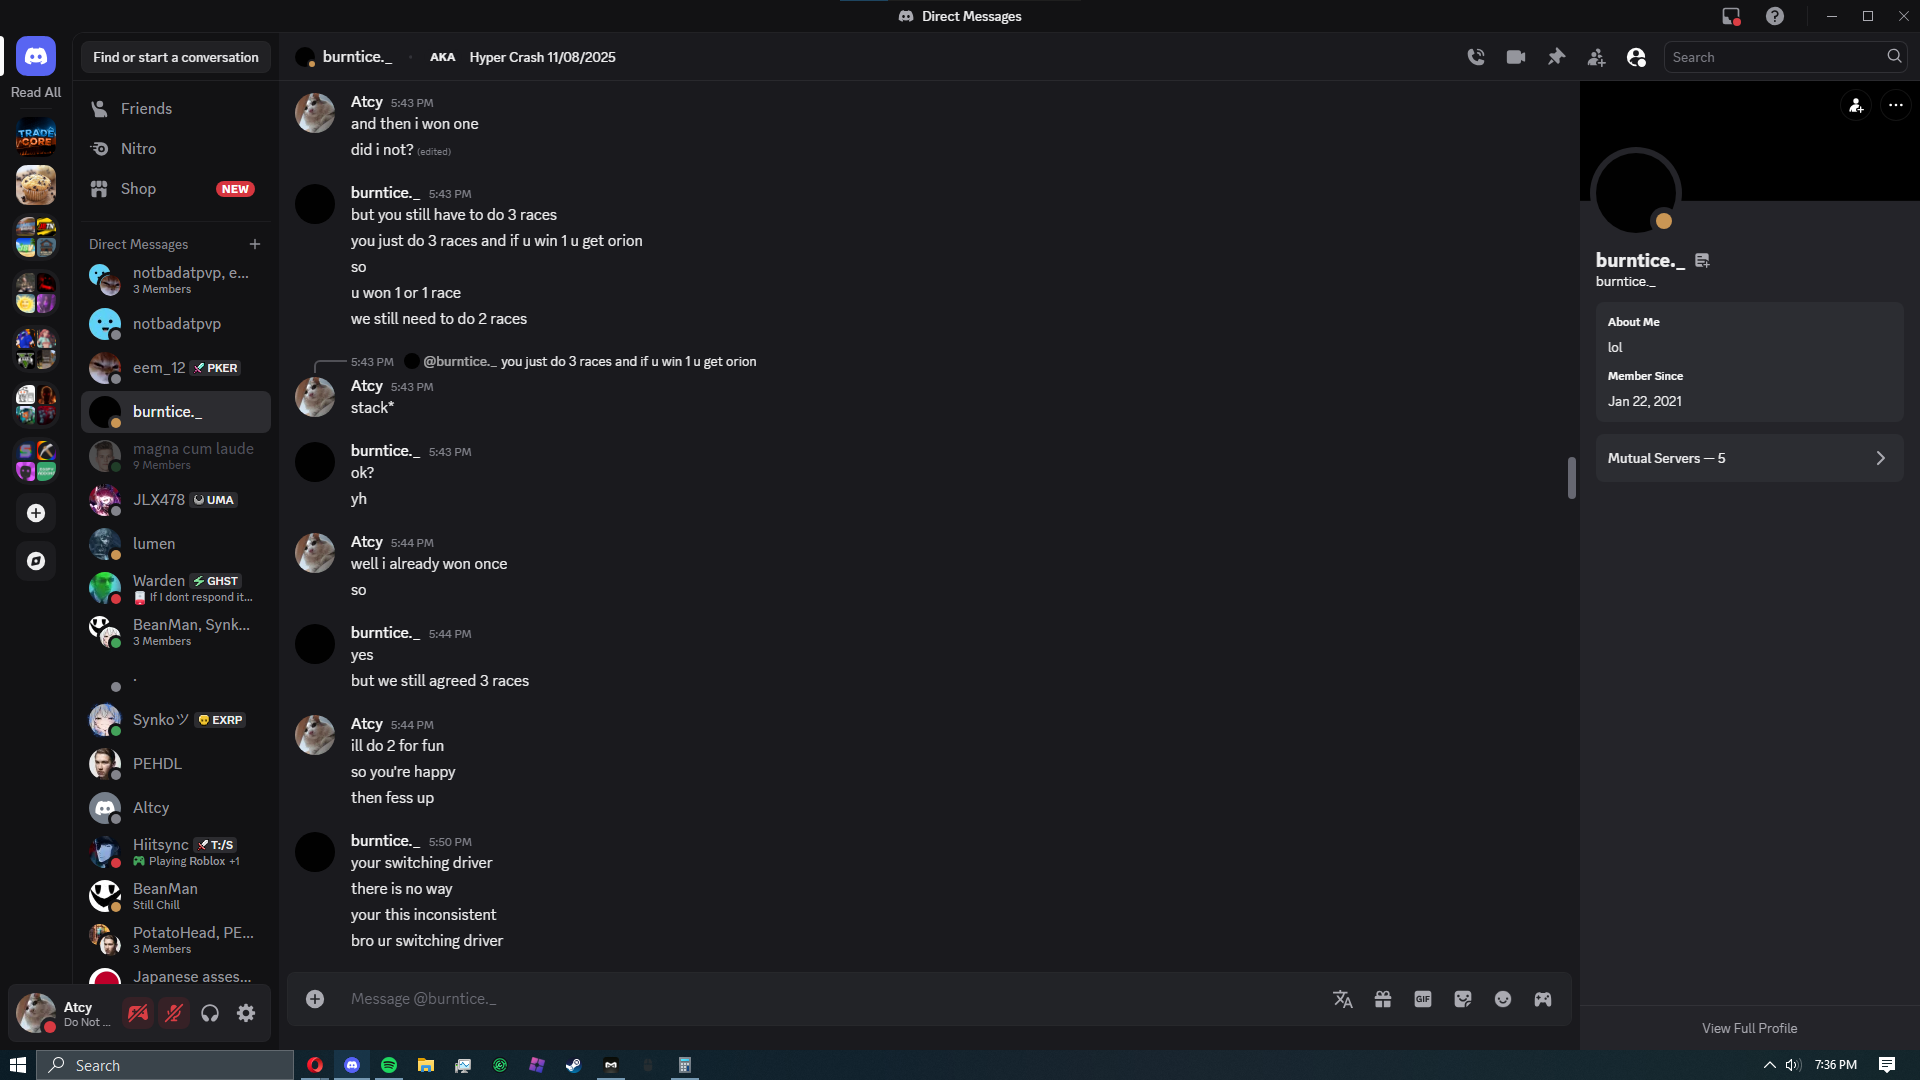 Direct Messages
Find or start a conversation
burntice._
AKA Hyper Crash 11/08/2025
Search
Read All
TRADE CORE
Friends
Nitro
Shop
NEW
Direct Messages
notbadatpvp, e...
3 Members
notbadatpvp
eem_12 PKER
burntice._
magna cum laude
9 Members
JLX478 UMA
lumen
Warden GHST
If I dont respond it...
BeanMan, Synk...
3 Members
.
Synkoツ EXRP
PEHDL
Altcy
Hiitsync T:/S
Playing Roblox +1
BeanMan
Still Chill
PotatoHead, PE...
3 Members
Japanese asses...
Atcy
Do Not ...
Atcy 5:43 PM
and then i won one
did i not? (edited)
burntice._ 5:43 PM
but you still have to do 3 races
you just do 3 races and if u win 1 u get orion
so
u won 1 or 1 race
we still need to do 2 races
5:43 PM @burntice._ you just do 3 races and if u win 1 u get orion
Atcy 5:43 PM
stack*
burntice._ 5:43 PM
ok?
yh
Atcy 5:44 PM
well i already won once
so
burntice._ 5:44 PM
yes
but we still agreed 3 races
Atcy 5:44 PM
ill do 2 for fun
so you're happy
then fess up
burntice._ 5:50 PM
your switching driver
there is no way
your this inconsistent
bro ur switching driver
Message @burntice._
GIF
burntice._
burntice._
About Me
lol
Member Since
Jan 22, 2021
Mutual Servers — 5
View Full Profile
Search
7:36 PM